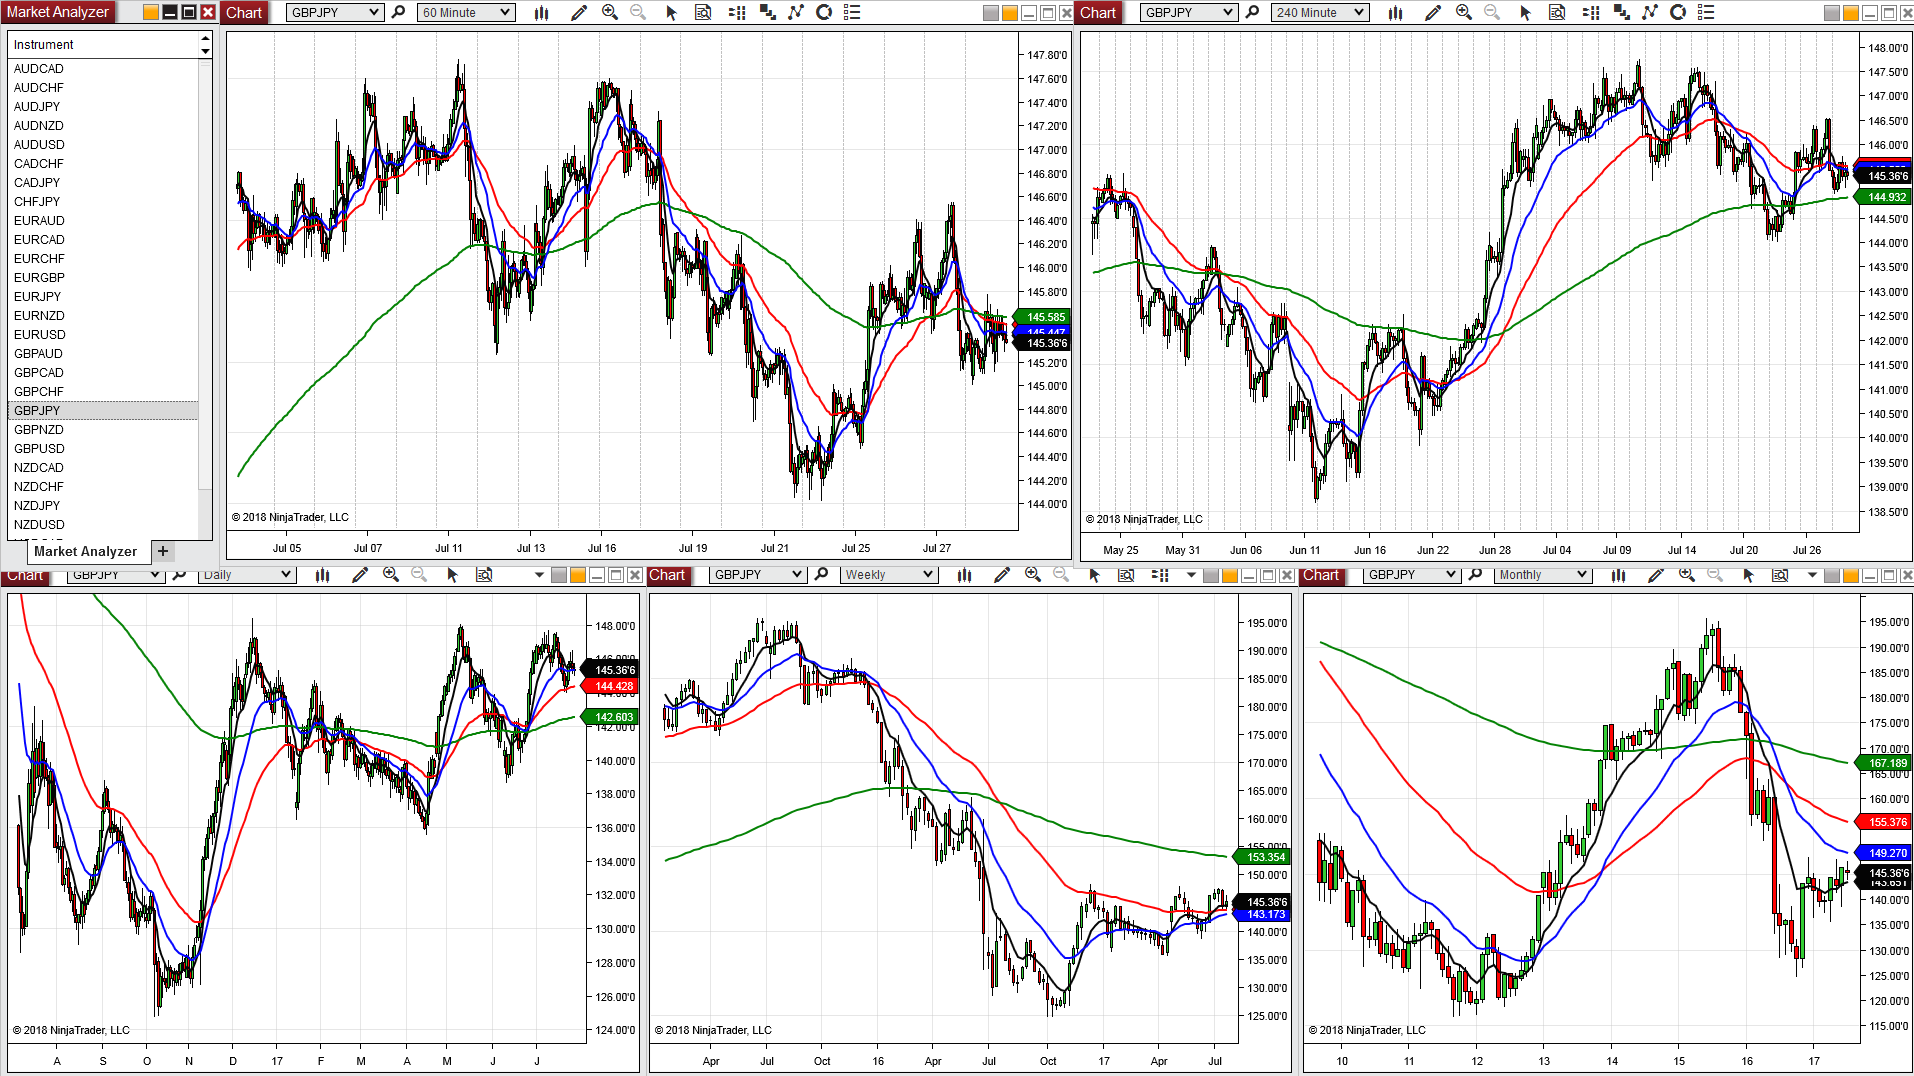 Market Analyzer
Instrument
AUDCAD
AUDCHF
AUDJPY
AUDNZD
AUDUSD
CADCHF
CADJPY
CHFJPY
EURAUD
EURCAD
EURCHF
EURGBP
EURJPY
EURNZD
EURUSD
GBPAUD
GBPCAD
GBPCHF
GBPJPY
GBPNZD
GBPUSD
NZDCAD
NZDCHF
NZDJPY
NZDUSD
Market Analyzer +
Chart GBPJPY 60 Minute
147.80'0
147.60'0
147.40'0
147.20'0
147.00'0
146.80'0
146.60'0
146.40'0
146.20'0
146.00'0
145.80'0
145.585
145.447
145.36'6
145.20'0
145.00'0
144.80'0
144.60'0
144.40'0
144.20'0
144.00'0
© 2018 NinjaTrader, LLC
Jul 05 Jul 07 Jul 11 Jul 13 Jul 16 Jul 19 Jul 21 Jul 25 Jul 27
Chart GBPJPY 240 Minute
148.00'0
147.50'0
147.00'0
146.50'0
146.00'0
145.36'6
144.932
144.50'0
144.00'0
143.50'0
143.00'0
142.50'0
142.00'0
141.50'0
141.00'0
140.50'0
140.00'0
139.50'0
139.00'0
138.50'0
© 2018 NinjaTrader, LLC
May 25 May 31 Jun 06 Jun 11 Jun 16 Jun 22 Jun 28 Jul 04 Jul 09 Jul 14 Jul 20 Jul 26
Chart GBPJPY Daily
148.00'0
145.36'6
144.428
142.603
142.00'0
140.00'0
138.00'0
136.00'0
134.00'0
132.00'0
130.00'0
128.00'0
126.00'0
124.00'0
© 2018 NinjaTrader, LLC
A S O N D 17 F M A M J J
Chart GBPJPY Weekly
195.00'0
190.00'0
185.00'0
180.00'0
175.00'0
170.00'0
165.00'0
160.00'0
155.00'0
153.354
150.00'0
145.36'6
143.173
140.00'0
135.00'0
130.00'0
125.00'0
© 2018 NinjaTrader, LLC
Apr Jul Oct 16 Apr Jul Oct 17 Apr Jul
Chart GBPJPY Monthly
195.00'0
190.00'0
185.00'0
180.00'0
175.00'0
170.00'0
167.189
165.00'0
160.00'0
155.376
149.270
145.36'6
140.00'0
135.00'0
130.00'0
125.00'0
120.00'0
115.00'0
© 2018 NinjaTrader, LLC
10 11 12 13 14 15 16 17